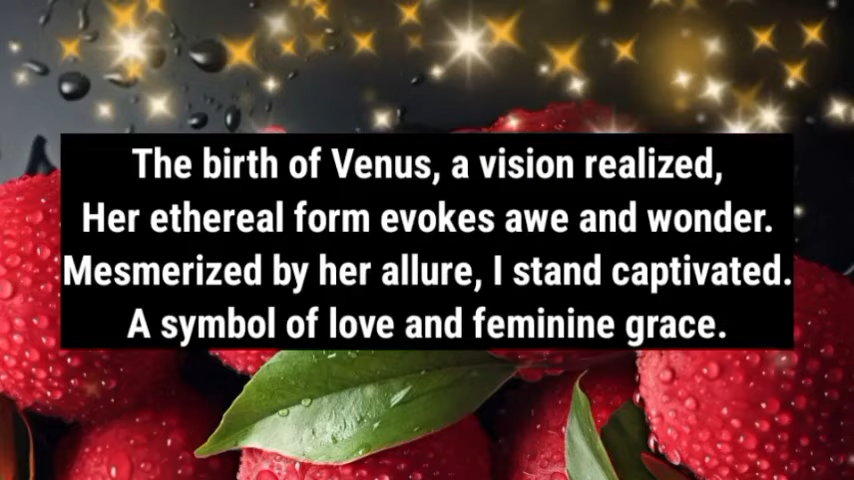 The birth of Venus, a vision realized,
Her ethereal form evokes awe and wonder.
Mesmerized by her allure, I stand captivated.
A symbol of love and feminine grace.